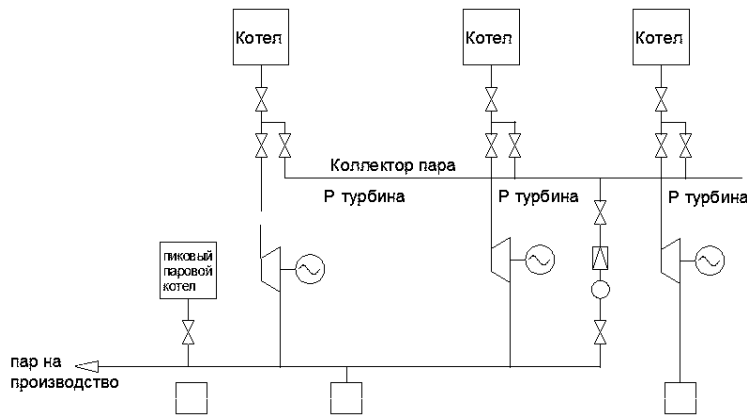 Котел
Котел
Котел
Коллектор пара
Р турбина
Р турбина
Р турбина
пиковый
паровой
котел
пар на
производство